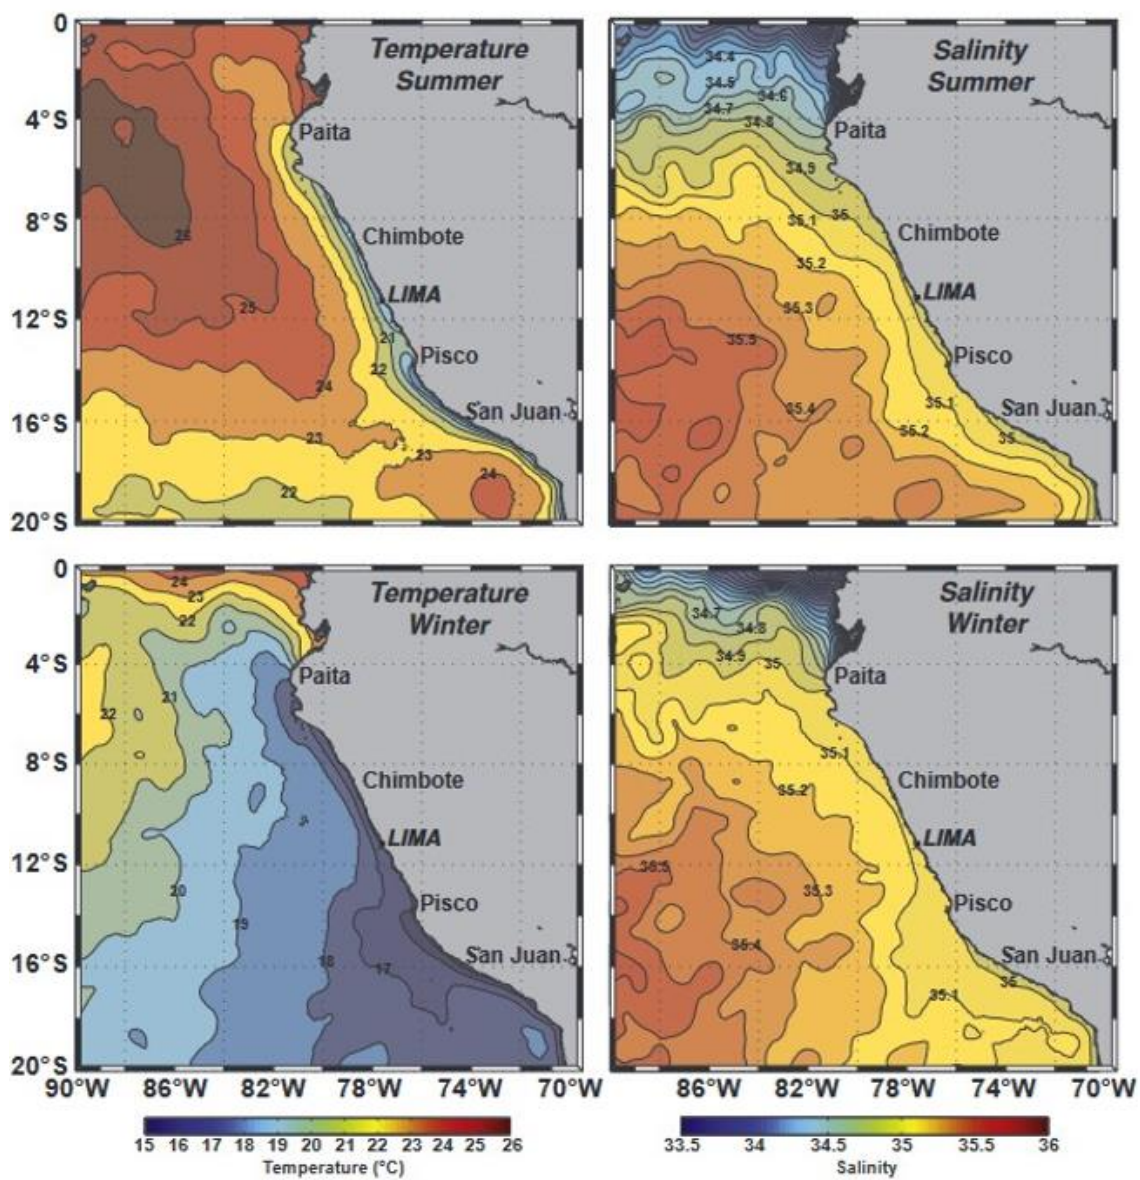 Temperature
Summer
0
4°S
8°S
12°S
16°S
20°S
Paita
Chimbote
LIMA
Pisco
San Juan
26
25
24
23
22
21
22
23
24
Salinity
Summer
34.4
34.5
34.6
34.7
34.8
34.9
35
35.1
35.2
35.3
35.5
35.4
35.1
35.2
35
Paita
Chimbote
LIMA
Pisco
San Juan
Temperature
Winter
0
4°S
8°S
12°S
16°S
20°S
24
23
22
21
22
20
19
18
17
Paita
Chimbote
LIMA
Pisco
San Juan
90°W 86°W 82°W 78°W 74°W 70°W
Salinity
Winter
34.7
34.8
34.9
35
35.1
35.2
35.5
35.3
35.4
35.1
35
Paita
Chimbote
LIMA
Pisco
San Juan
86°W 82°W 78°W 74°W 70°W
15 16 17 18 19 20 21 22 23 24 25 26
Temperature (°C)
33.5 34 34.5 35 35.5 36
Salinity